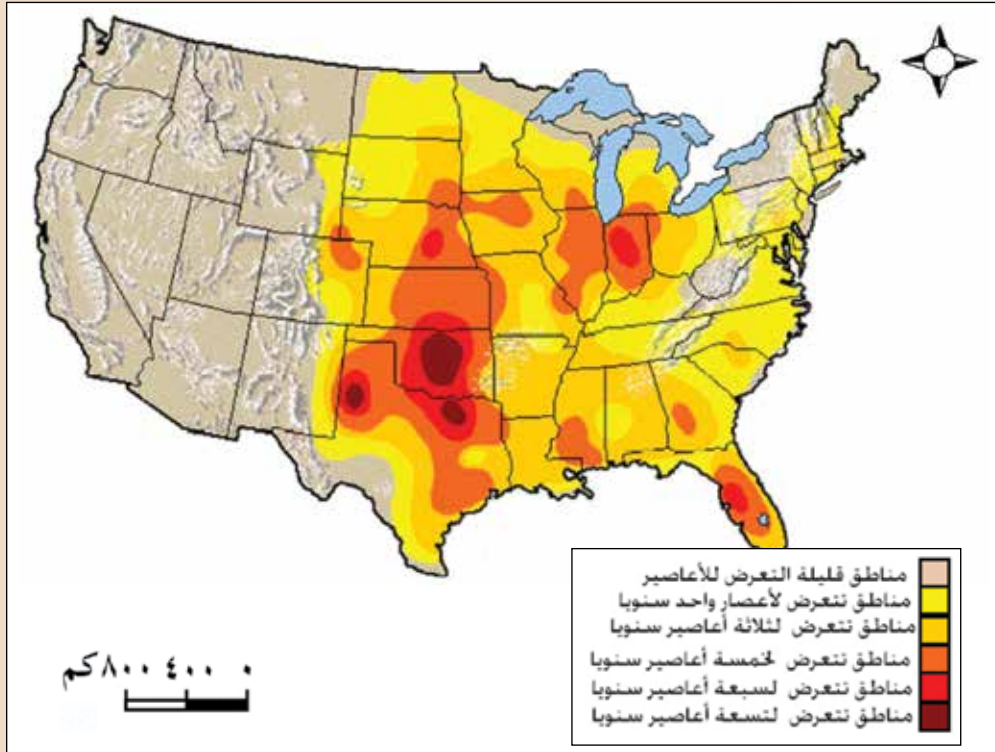 مناطق قليلة التعرض للأعاصير
مناطق تتعرض لأعصار واحد سنويا
مناطق تتعرض لثلاثة أعاصير سنويا
مناطق تتعرض لخمسة أعاصير سنويا
مناطق تتعرض لسبعة أعاصير سنويا
مناطق تتعرض لتسعة أعاصير سنويا
٠ ٤٠٠ ٨٠٠ كم